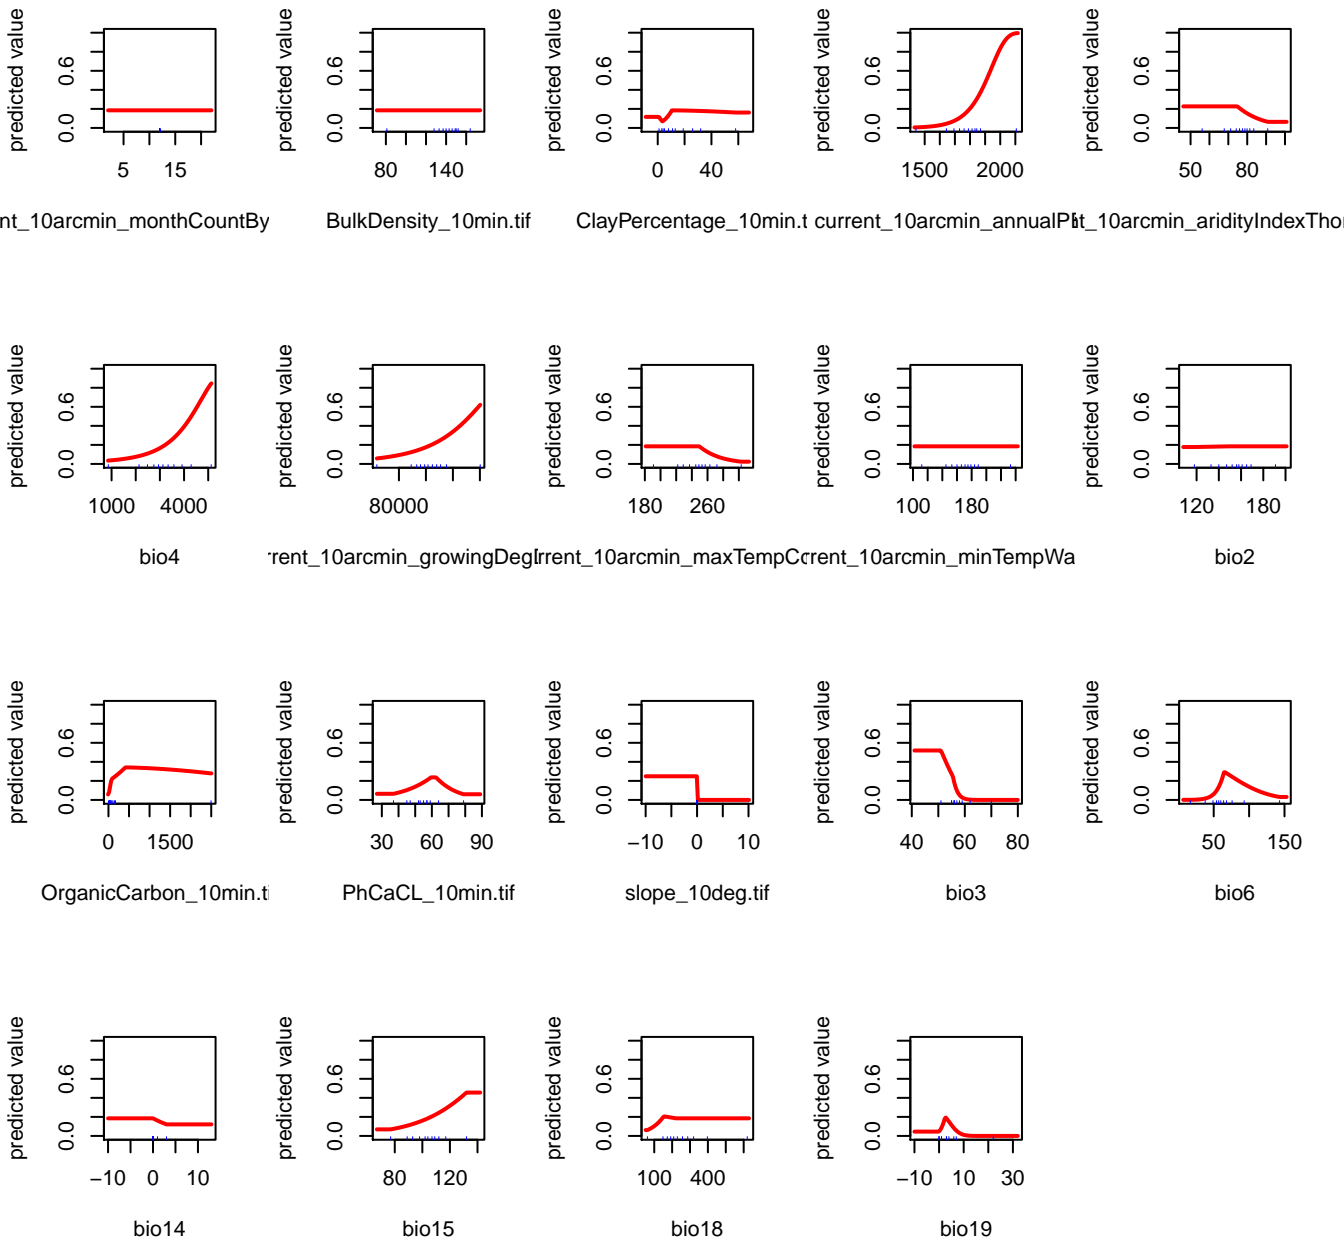 predicted value
0.0 0.6
5 15
nt_10arcmin_monthCountBy
predicted value
0.0 0.6
80 140
BulkDensity_10min.tif
predicted value
0.0 0.6
0 40
ClayPercentage_10min.t
predicted value
0.0 0.6
1500 2000
current_10arcmin_annualP
predicted value
0.0 0.6
50 80
t_10arcmin_aridityIndexTho
predicted value
0.0 0.6
1000 4000
bio4
predicted value
0.0 0.6
80000
rrent_10arcmin_growingDeg
predicted value
0.0 0.6
180 260
rrent_10arcmin_maxTempCo
predicted value
0.0 0.6
100 180
rrent_10arcmin_minTempWa
predicted value
0.0 0.6
120 180
bio2
predicted value
0.0 0.6
0 1500
OrganicCarbon_10min.ti
predicted value
0.0 0.6
30 60 90
PhCaCL_10min.tif
predicted value
0.0 0.6
−10 0 10
slope_10deg.tif
predicted value
0.0 0.6
40 60 80
bio3
predicted value
0.0 0.6
50 150
bio6
predicted value
0.0 0.6
−10 0 10
bio14
predicted value
0.0 0.6
80 120
bio15
predicted value
0.0 0.6
100 400
bio18
predicted value
0.0 0.6
−10 10 30
bio19